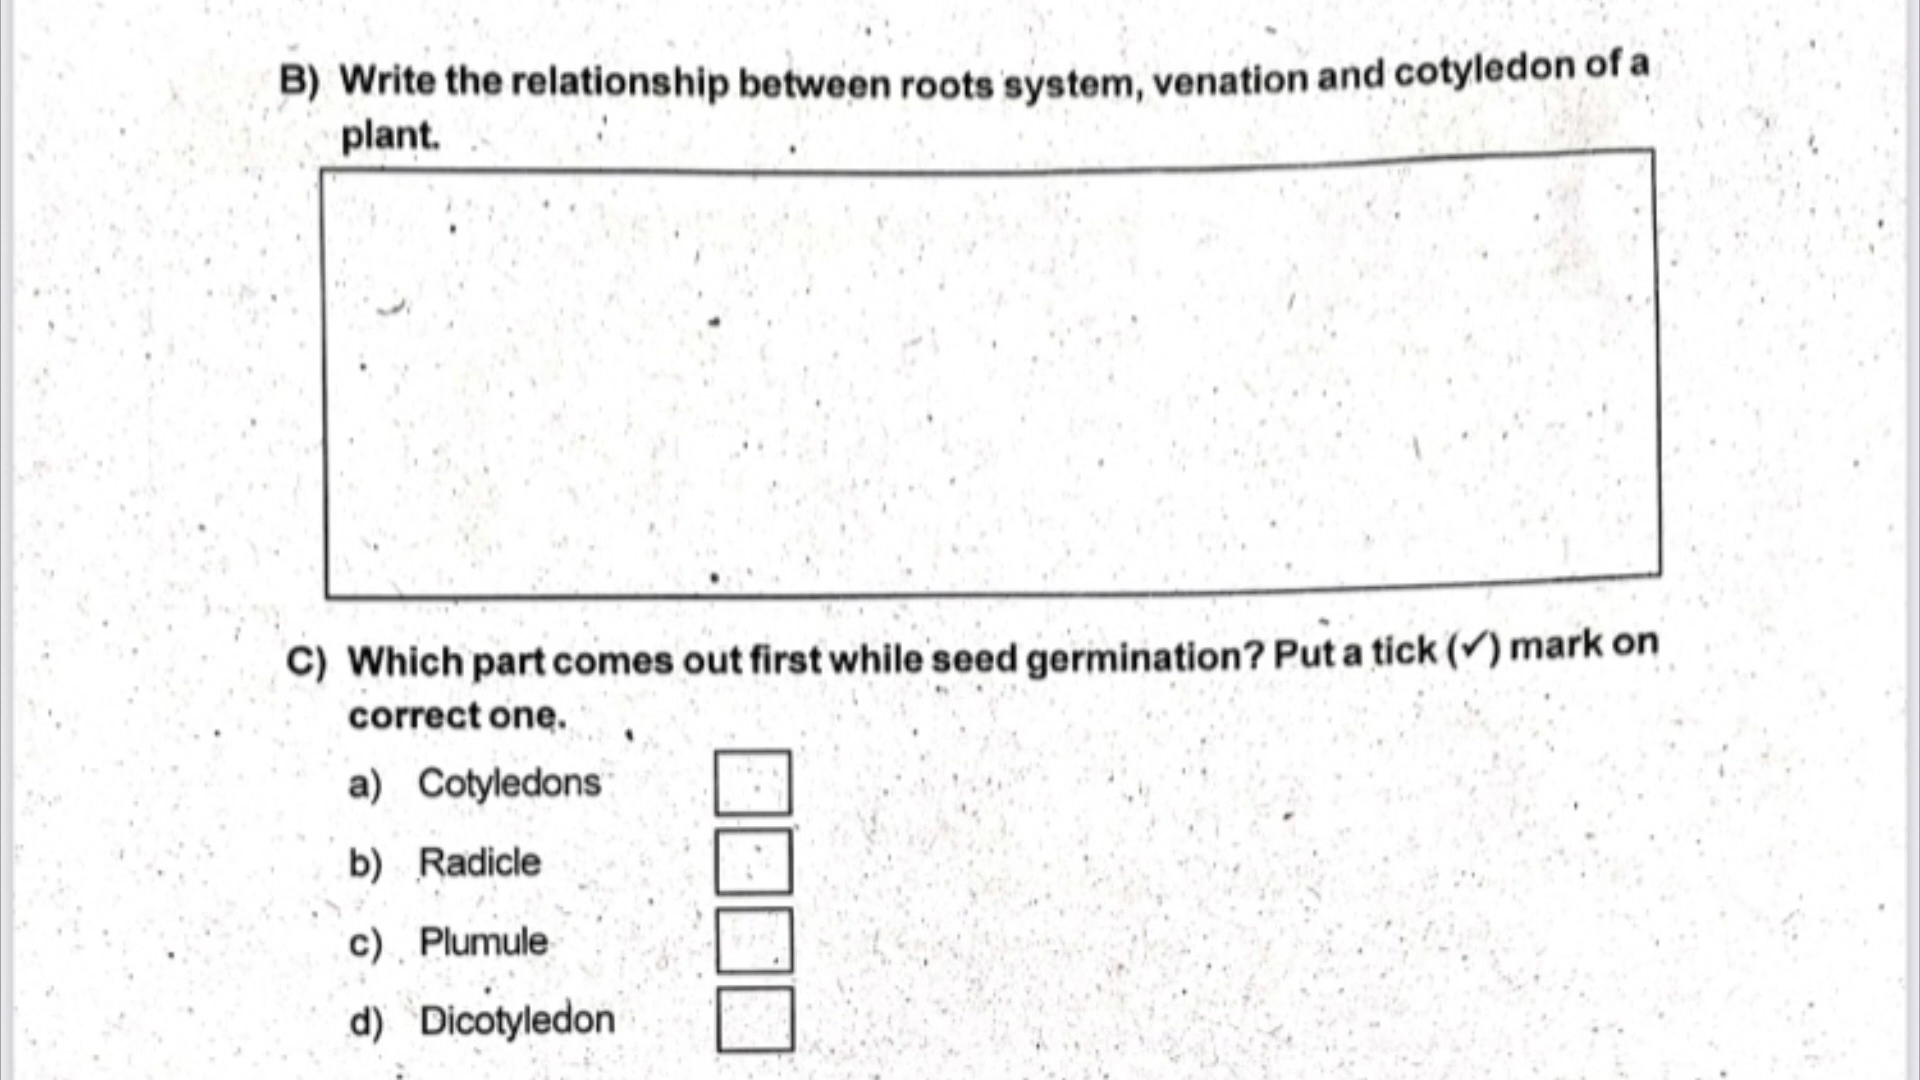 B) Write the relationship between roots system, venation and cotyledon of a
plant.
C) Which part comes out first while seed germination? Put a tick (✓) mark on
correct one.
a) Cotyledons
b) Radicle
c) Plumule
d) Dicotyledon